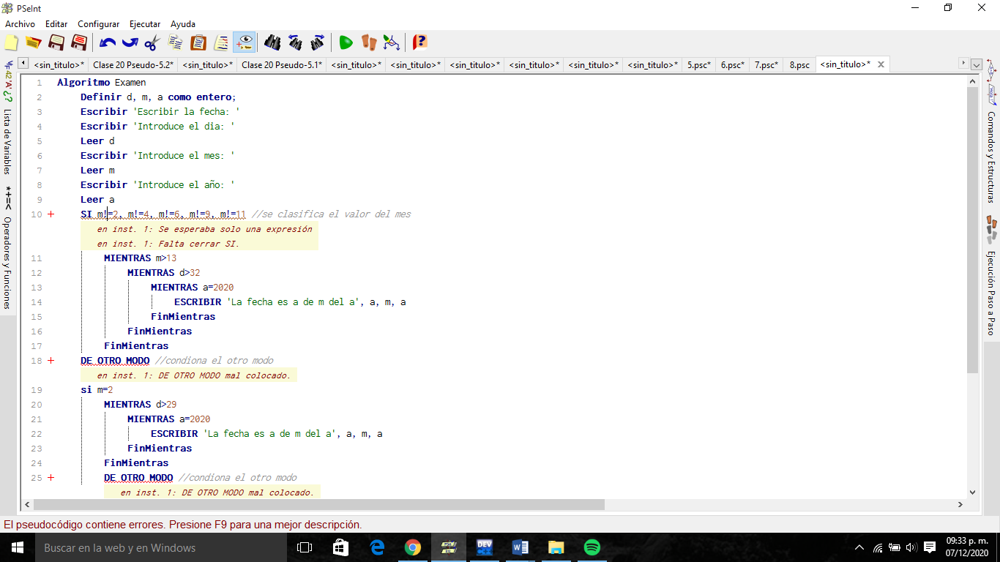 PSeInt
Archivo Editar Configurar Ejecutar Ayuda
<sin_titulo>* Clase 20 Pseudo-5.2* <sin_titulo>* Clase 20 Pseudo-5.1* <sin_titulo>* <sin_titulo>* <sin_titulo>* <sin_titulo>* <sin_titulo>* <sin_titulo>* 5.psc* 6.psc* 7.psc* 8.psc <sin_titulo>*
Lista de Variables
*+=< Operadores y Funciones
1 Algoritmo Examen
2 Definir d, m, a como entero;
3 Escribir 'Escribir la fecha: '
4 Escribir 'Introduce el dia: '
5 Leer d
6 Escribir 'Introduce el mes: '
7 Leer m
8 Escribir 'Introduce el año: '
9 Leer a
10 SI m!=2, m!=4, m!=6, m!=9, m!=11 //se clasifica el valor del mes
en inst. 1: Se esperaba solo una expresión
en inst. 1: Falta cerrar SI.
11 MIENTRAS m>13
12 MIENTRAS d>32
13 MIENTRAS a=2020
14 ESCRIBIR 'La fecha es a de m del a', a, m, a
15 FinMientras
16 FinMientras
17 FinMientras
18 DE OTRO MODO //condiona el otro modo
en inst. 1: DE OTRO MODO mal colocado.
19 si m=2
20 MIENTRAS d>29
21 MIENTRAS a=2020
22 ESCRIBIR 'La fecha es a de m del a', a, m, a
23 FinMientras
24 FinMientras
25 DE OTRO MODO //condiona el otro modo
en inst. 1: DE OTRO MODO mal colocado.
Comandos y Estructuras
Ejecución Paso a Paso
El pseudocódigo contiene errores. Presione F9 para una mejor descripción.
Buscar en la web y en Windows
DEV
09:33 p. m.
07/12/2020